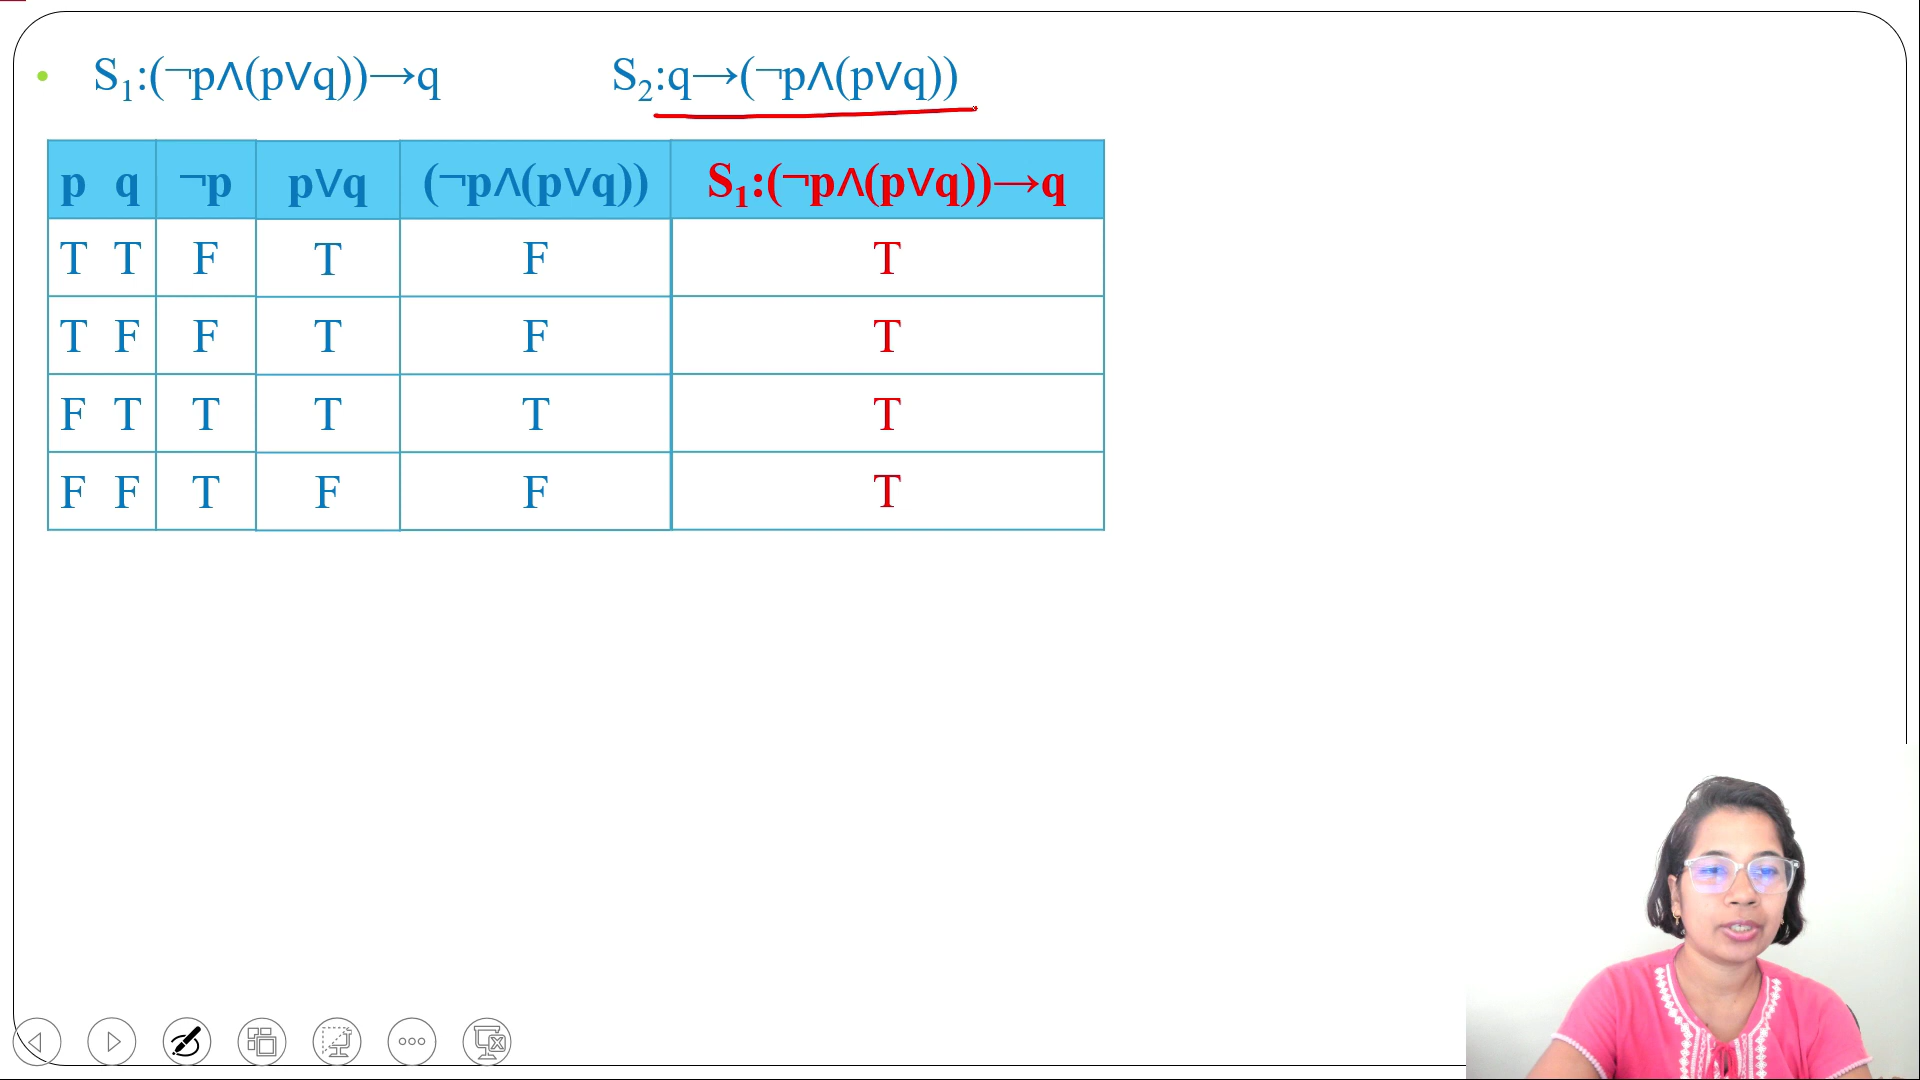 • S₁:(¬p∧(p∨q))→q S₂:q→(¬p∧(p∨q))
p q ¬p p∨q (¬p∧(p∨q)) S₁:(¬p∧(p∨q))→q
T T F T F T
T F F T F T
F T T T T T
F F T F F T